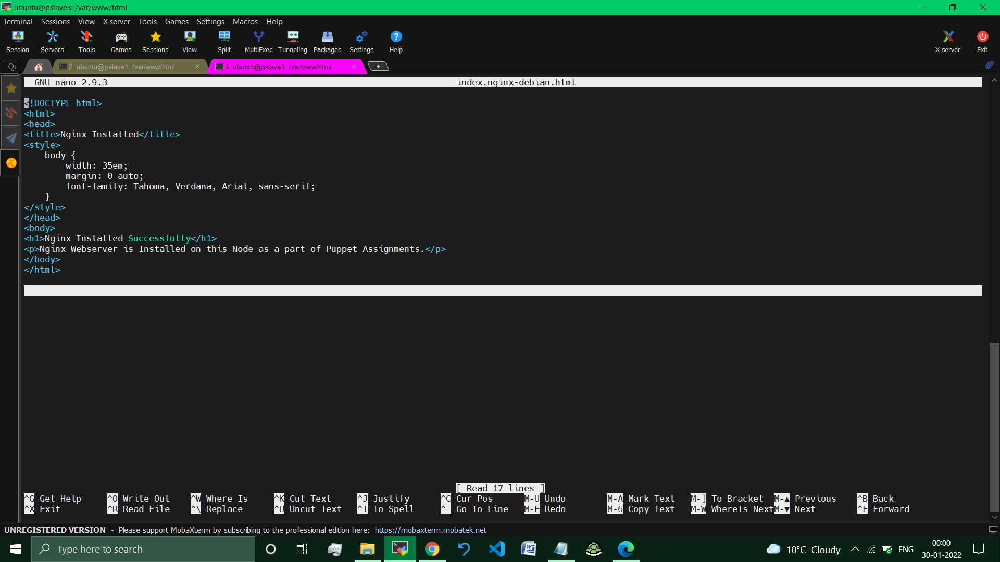 ubuntu@pslave3: /var/www/html
Terminal Sessions View X server Tools Games Settings Macros Help
Session Servers Tools Games Sessions View Split MultiExec Tunneling Packages Settings Help X server Exit
2. ubuntu@pslave1: /var/www/html 3. ubuntu@pslave3: /var/www/html
GNU nano 2.9.3 index.nginx-debian.html
<!DOCTYPE html>
<html>
<head>
<title>Nginx Installed</title>
<style>
    body {
        width: 35em;
        margin: 0 auto;
        font-family: Tahoma, Verdana, Arial, sans-serif;
    }
</style>
</head>
<body>
<h1>Nginx Installed Successfully</h1>
<p>Nginx Webserver is Installed on this Node as a part of Puppet Assignments.</p>
</body>
</html>
[ Read 17 lines ]
^G Get Help ^O Write Out ^W Where Is ^K Cut Text ^J Justify ^C Cur Pos M-U Undo M-A Mark Text M-] To Bracket M-▲ Previous ^B Back
^X Exit ^R Read File ^\ Replace ^U Uncut Text ^T To Spell ^_ Go To Line M-E Redo M-6 Copy Text M-W WhereIs Next M-▼ Next ^F Forward
UNREGISTERED VERSION - Please support MobaXterm by subscribing to the professional edition here: https://mobaxterm.mobatek.net
Type here to search 10°C Cloudy ENG 00:00
30-01-2022